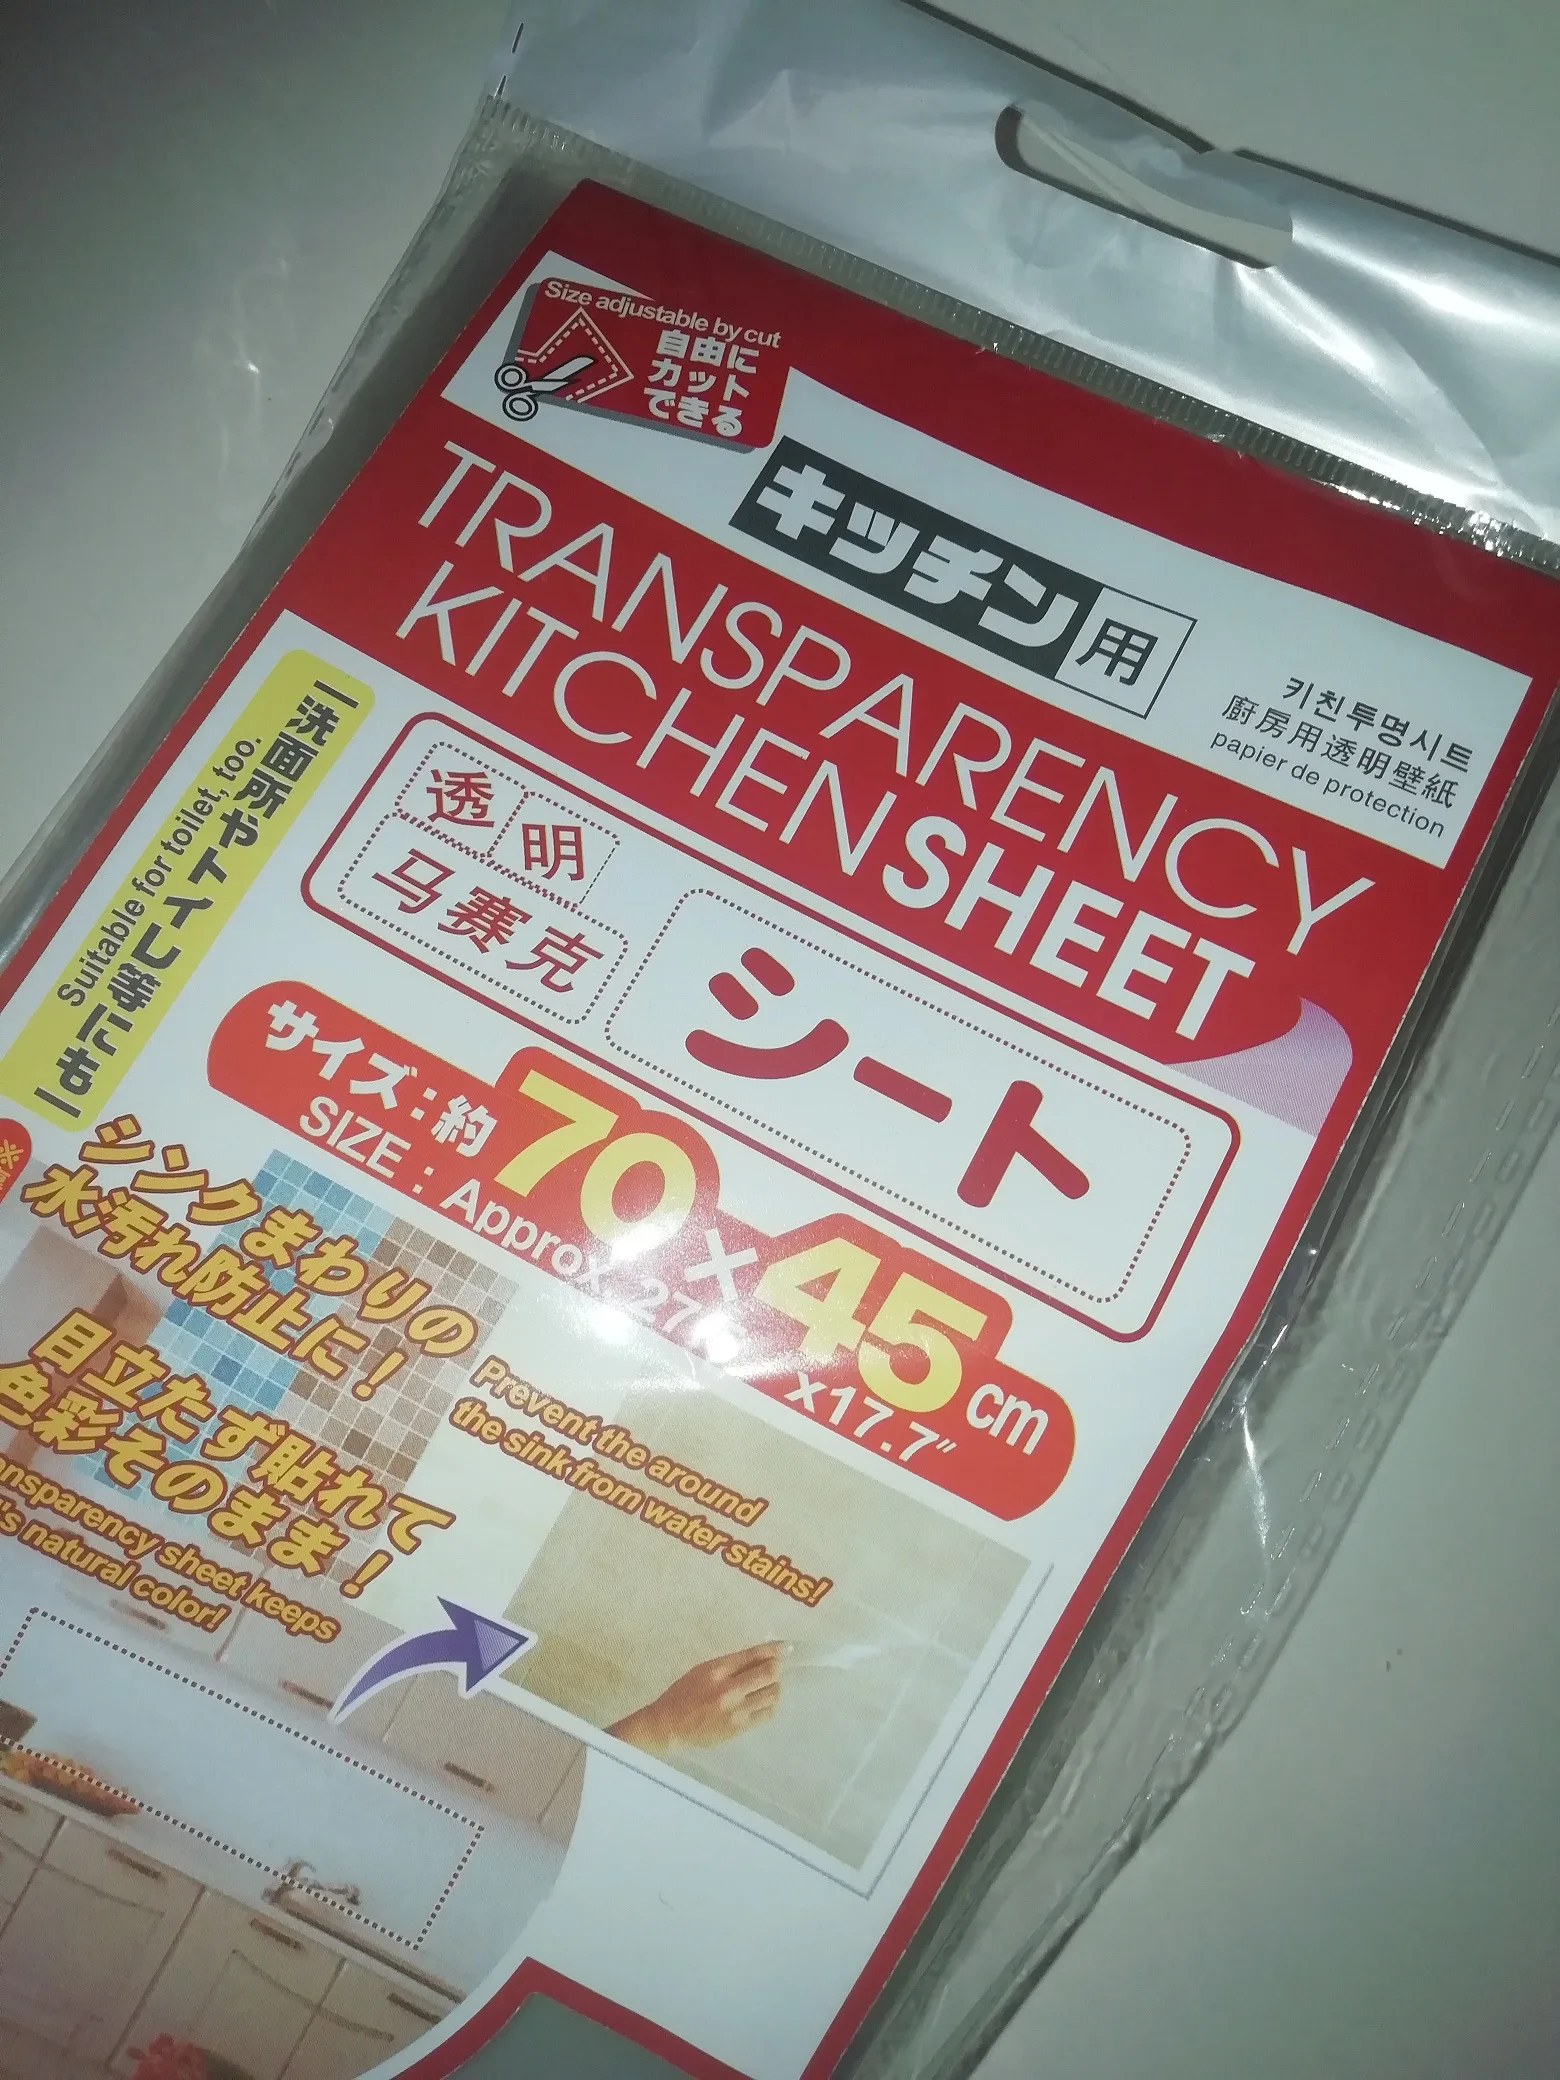 Size adjustable by cut
自由に
カット
できる
キッチン用
키친투명시트
廚房用透明壁紙
papier de protection
TRANSPARENCY
KITCHEN SHEET
透明
马赛克
シート
洗面所やトイレ等にも
Suitable for toilet, too.
サイズ:約70×45cm
SIZE : Approx. x17.7"
シンクまわりの
水汚れ防止に!
目立たず貼れて
色彩そのまま!
sheet keeps
natural color!
Prevent the around
the sink from water stains!